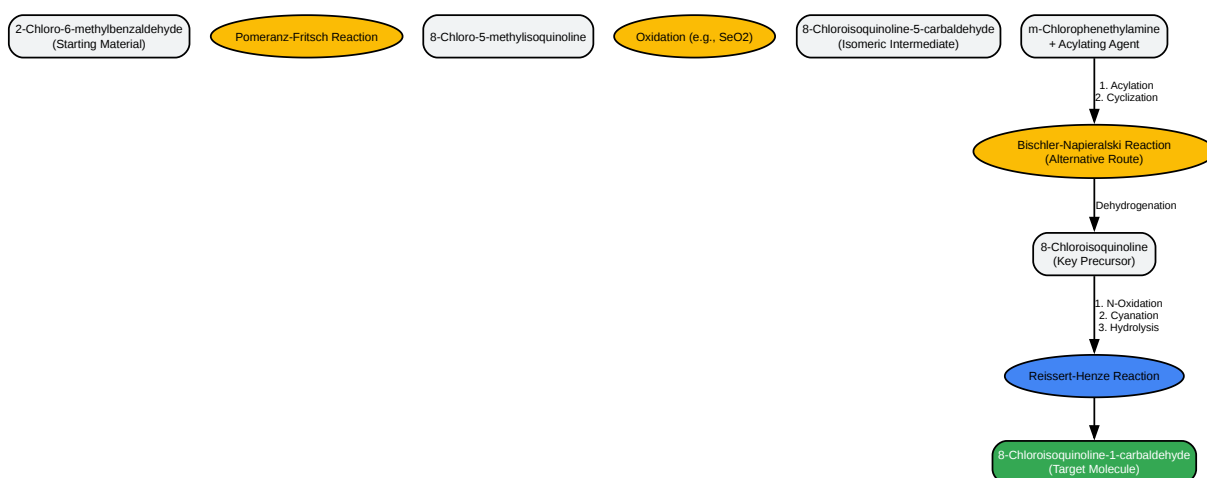 2-Chloro-6-methylbenzaldehyde
(Starting Material)
Pomeranz-Fritsch Reaction
8-Chloro-5-methylisoquinoline
Oxidation (e.g., SeO2)
8-Chloroisoquinoline-5-carbaldehyde
(Isomeric Intermediate)
m-Chlorophenethylamine
+ Acylating Agent
1. Acylation
2. Cyclization
Bischler-Napieralski Reaction
(Alternative Route)
Dehydrogenation
8-Chloroisoquinoline
(Key Precursor)
1. N-Oxidation
2. Cyanation
3. Hydrolysis
Reissert-Henze Reaction
8-Chloroisoquinoline-1-carbaldehyde
(Target Molecule)